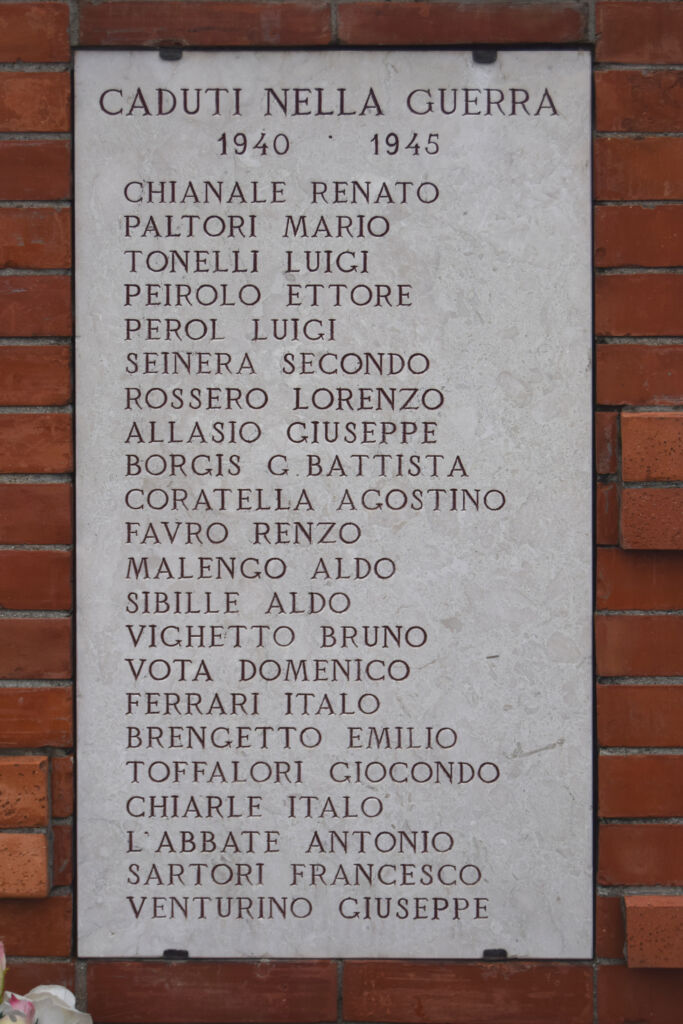 CADUTI NELLA GUERRA
1940 · 1945
CHIANALE RENATO
PALTORI MARIO
TONELLI LUIGI
PEIROLO ETTORE
PEROL LUIGI
SEINERA SECONDO
ROSSERO LORENZO
ALLASIO GIUSEPPE
BORGIS G. BATTISTA
CORATELLA AGOSTINO
FAVRO RENZO
MALENGO ALDO
SIBILLE ALDO
VIGHETTO BRUNO
VOTA DOMENICO
FERRARI ITALO
BRENGETTO EMILIO
TOFFALORI GIOCONDO
CHIARLE ITALO
L'ABBATE ANTONIO
SARTORI FRANCESCO
VENTURINO GIUSEPPE